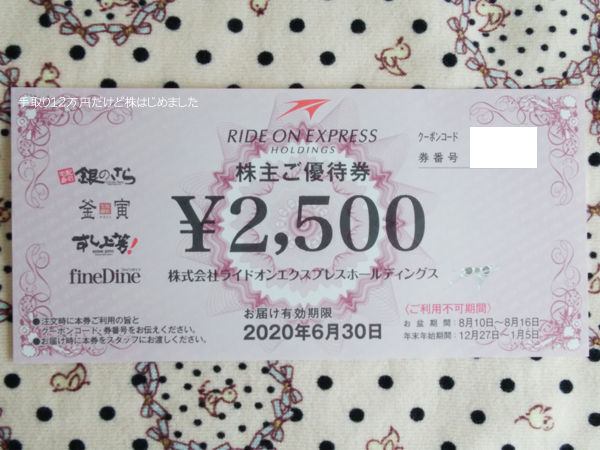 手取り12万円だけど株はじめました
RIDE ON EXPRESS
HOLDINGS
クーポンコード
券番号
株主ご優待券
銀のさら
釜寅
すし上等!
fineDine
¥2,500
株式会社ライドオンエクスプレスホールディングス
お届け有効期限
2020年6月30日
●注文時に本券ご利用の旨と
クーポンコード・券番号をお伝えください。
●お届け時に本券をスタッフにお渡しください。
〈ご利用不可期間〉
お盆期間:8月10日~8月16日
年末年始期間:12月27日~1月5日